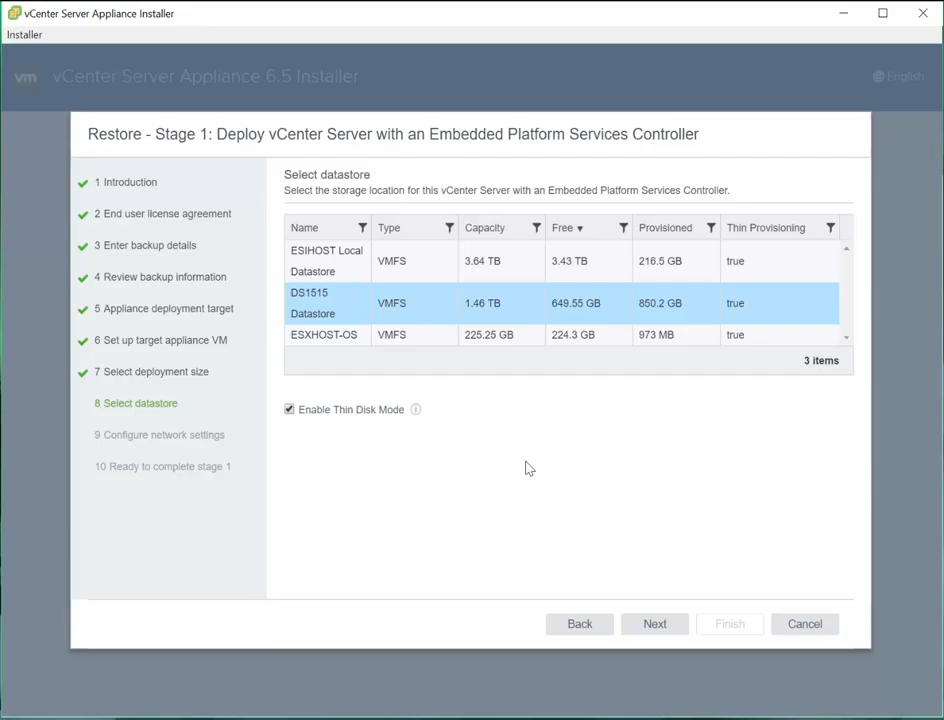 vCenter Server Appliance Installer
Installer
vm vCenter Server Appliance 6.5 Installer
English
Restore - Stage 1: Deploy vCenter Server with an Embedded Platform Services Controller
1 Introduction
2 End user license agreement
3 Enter backup details
4 Review backup information
5 Appliance deployment target
6 Set up target appliance VM
7 Select deployment size
8 Select datastore
9 Configure network settings
10 Ready to complete stage 1
Select datastore
Select the storage location for this vCenter Server with an Embedded Platform Services Controller.
Name Type Capacity Free Provisioned Thin Provisioning
ESIHOST Local
Datastore
VMFS 3.64 TB 3.43 TB 216.5 GB true
DS1515
Datastore
VMFS 1.46 TB 649.55 GB 850.2 GB true
ESXHOST-OS VMFS 225.25 GB 224.3 GB 973 MB true
3 items
Enable Thin Disk Mode
Back Next Finish Cancel